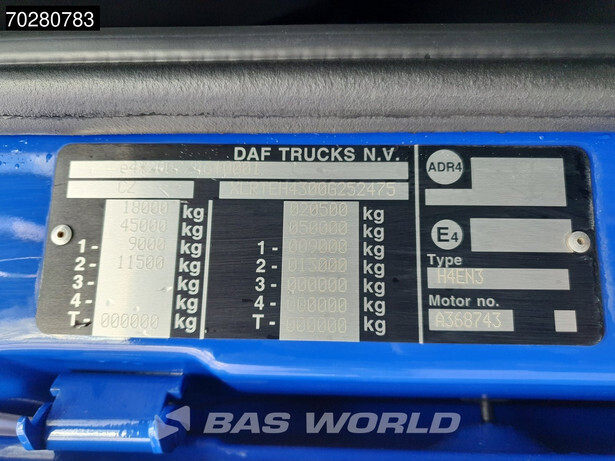 70280783
DAF TRUCKS N.V.
C2
18000 kg 020500 kg
45000 kg 050000 kg
1- 9000 kg 1- kg
2- 11500 kg 2- 013000 kg
3- kg 3- 000000 kg
4- kg 4- 000000 kg
T- 000000 kg T- 000000 kg
ADR4
E4
Type
H4EN3
Motor no.
A368743
BAS WORLD